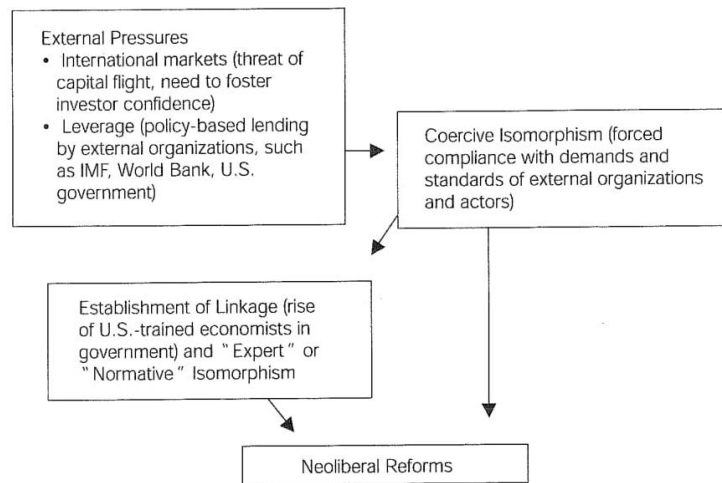 External Pressures
• International markets (threat of
capital flight, need to foster
investor confidence)
• Leverage (policy-based lending
by external organizations, such
as IMF, World Bank, U.S.
government)
Coercive Isomorphism (forced
compliance with demands and
standards of external organizations
and actors)
Establishment of Linkage (rise
of U.S.-trained economists in
government) and "Expert" or
"Normative" Isomorphism
Neoliberal Reforms